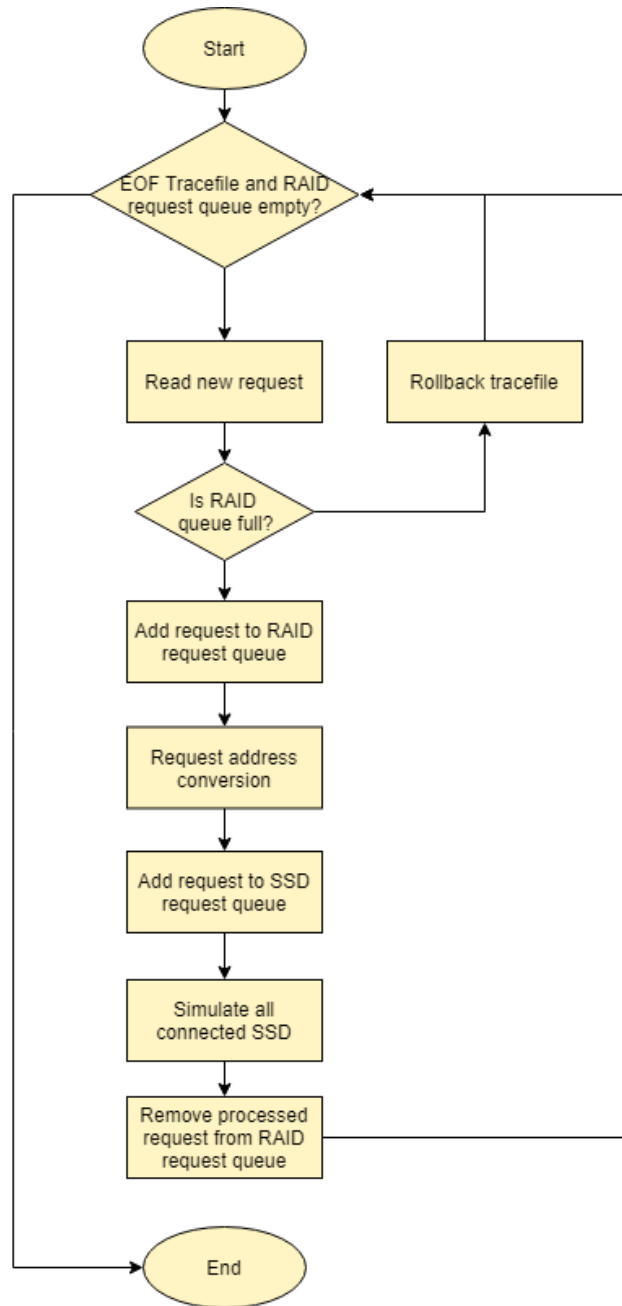 Start
EOF Tracefile and RAID
request queue empty?
Read new request
Rollback tracefile
Is RAID
queue full?
Add request to RAID
request queue
Request address
conversion
Add request to SSD
request queue
Simulate all
connected SSD
Remove processed
request from RAID
request queue
End